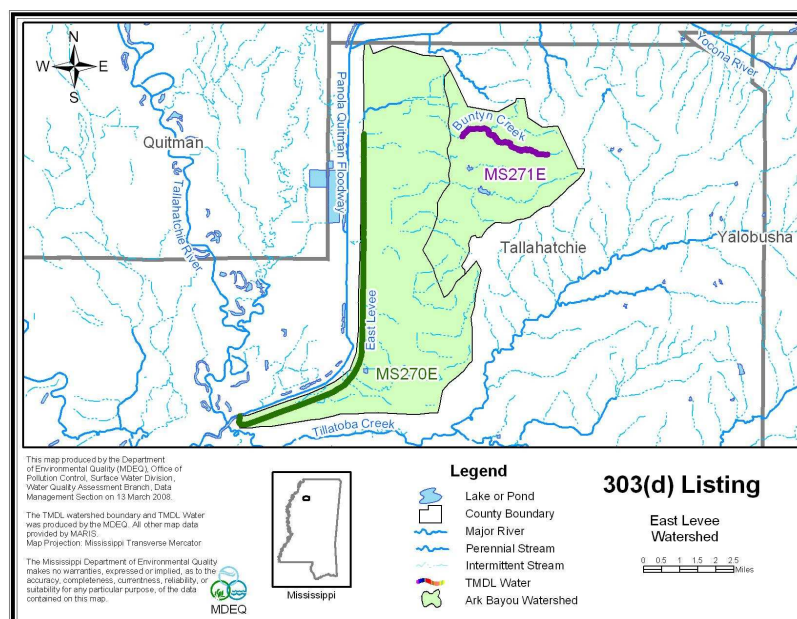 N
W E
S
Quitman
Tallahatchie River
Panola Quitman Floodway
Yocona River
Buntyn Creek
MS271E
Tallahatchie
Yalobusha
East Levee
MS270E
Tillatoba Creek
This map produced by the Department
of Environmental Quality (MDEQ), Office of
Pollution Control, Surface Water Division,
Water Quality Assessment Branch, Data
Management Section on 13 March 2008.
The TMDL watershed boundary and TMDL Water
was produced by the MDEQ. All other map data
provided by MARIS.
Map Projection: Mississippi Transverse Mercator
The Mississippi Department of Environmental Quality
makes no warranties, expressed or implied, as to the
accuracy, completeness, currentness, reliability, or
suitability for any particular purpose, of the data
contained on this map.
MDEQ
Mississippi
Legend
Lake or Pond
County Boundary
Major River
Perennial Stream
Intermittent Stream
TMDL Water
Ark Bayou Watershed
303(d) Listing
East Levee
Watershed
0 0.5 1 1.5 2 2.5
Miles